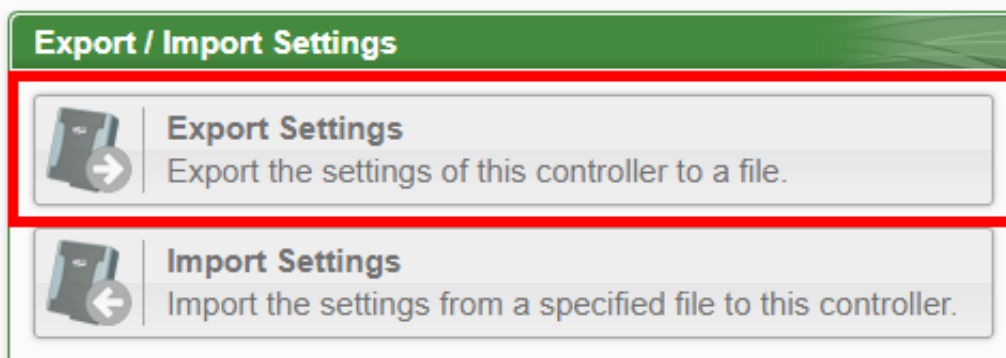 Export / Import Settings
Export Settings
Export the settings of this controller to a file.
Import Settings
Import the settings from a specified file to this controller.